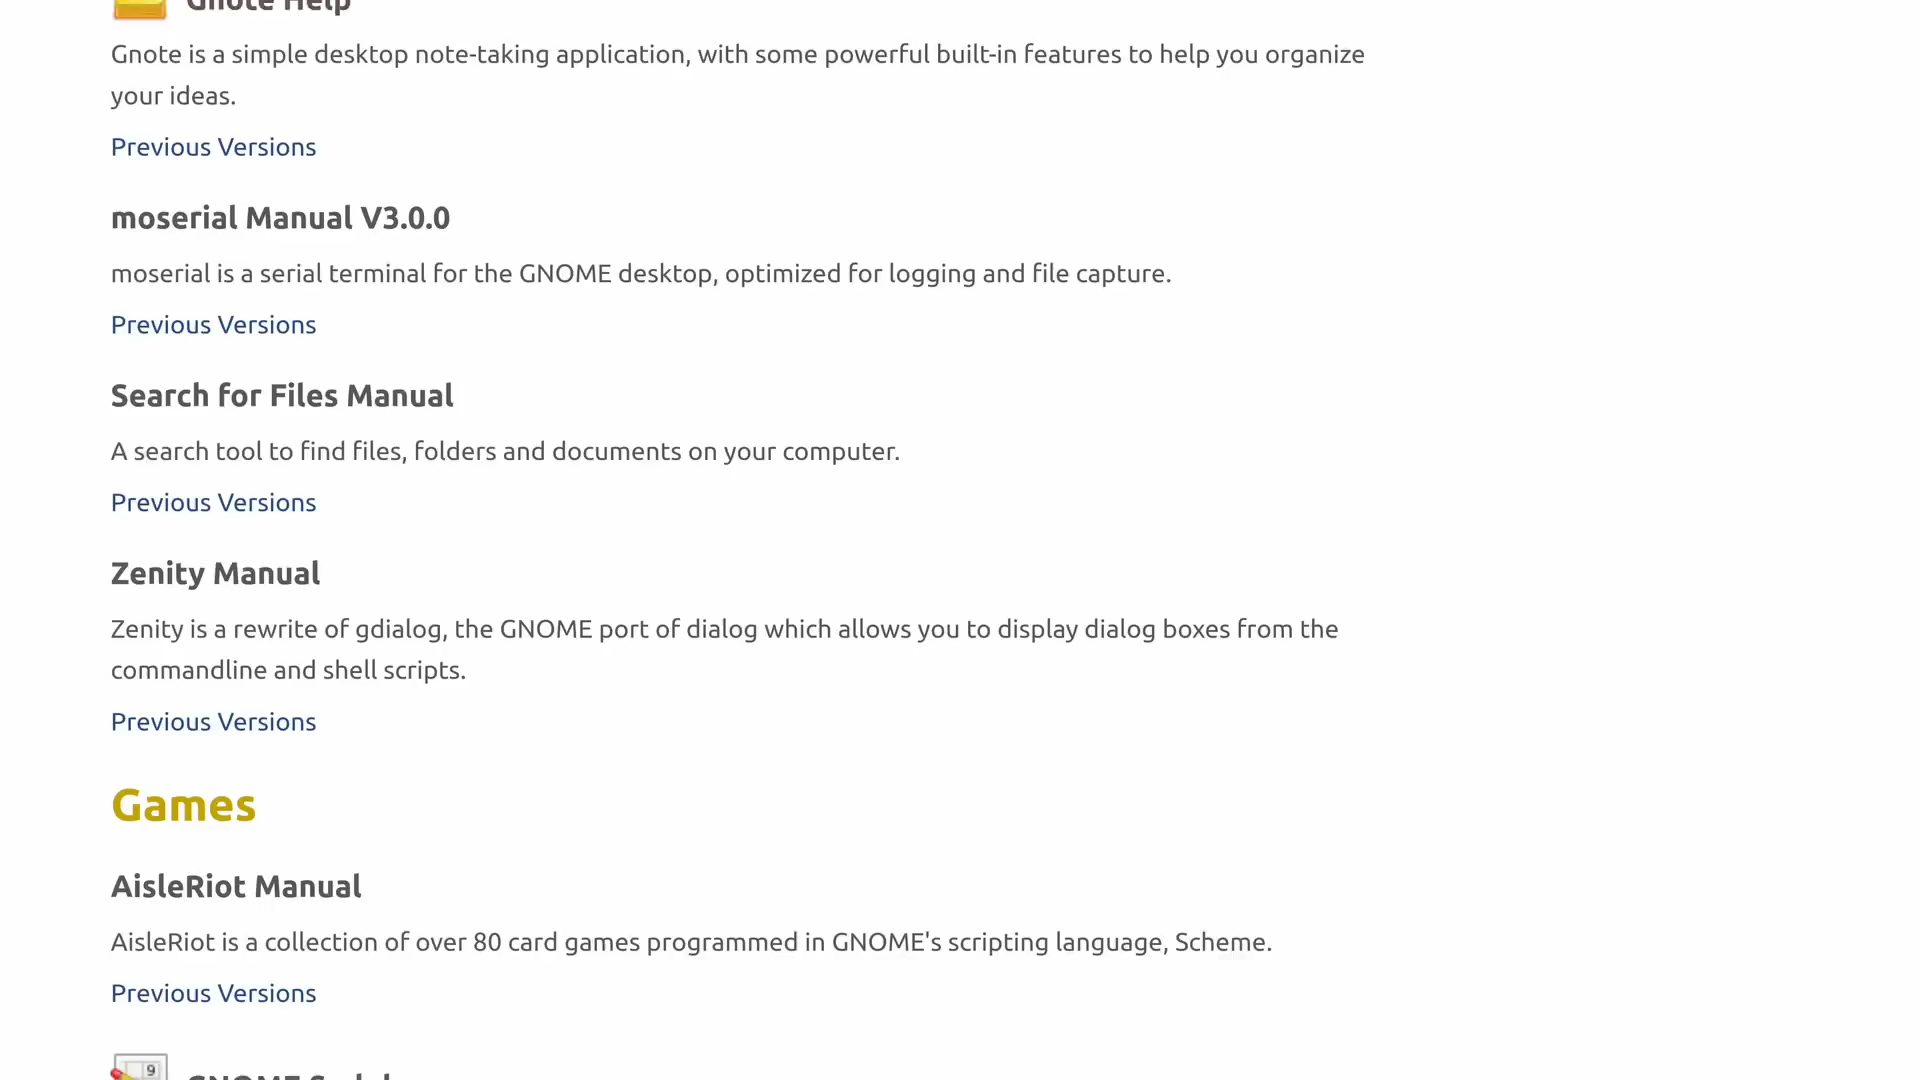 Gnote Help
Gnote is a simple desktop note-taking application, with some powerful built-in features to help you organize
your ideas.
Previous Versions
moserial Manual V3.0.0
moserial is a serial terminal for the GNOME desktop, optimized for logging and file capture.
Previous Versions
Search for Files Manual
A search tool to find files, folders and documents on your computer.
Previous Versions
Zenity Manual
Zenity is a rewrite of gdialog, the GNOME port of dialog which allows you to display dialog boxes from the
commandline and shell scripts.
Previous Versions
Games
AisleRiot Manual
AisleRiot is a collection of over 80 card games programmed in GNOME's scripting language, Scheme.
Previous Versions
9
GNOME